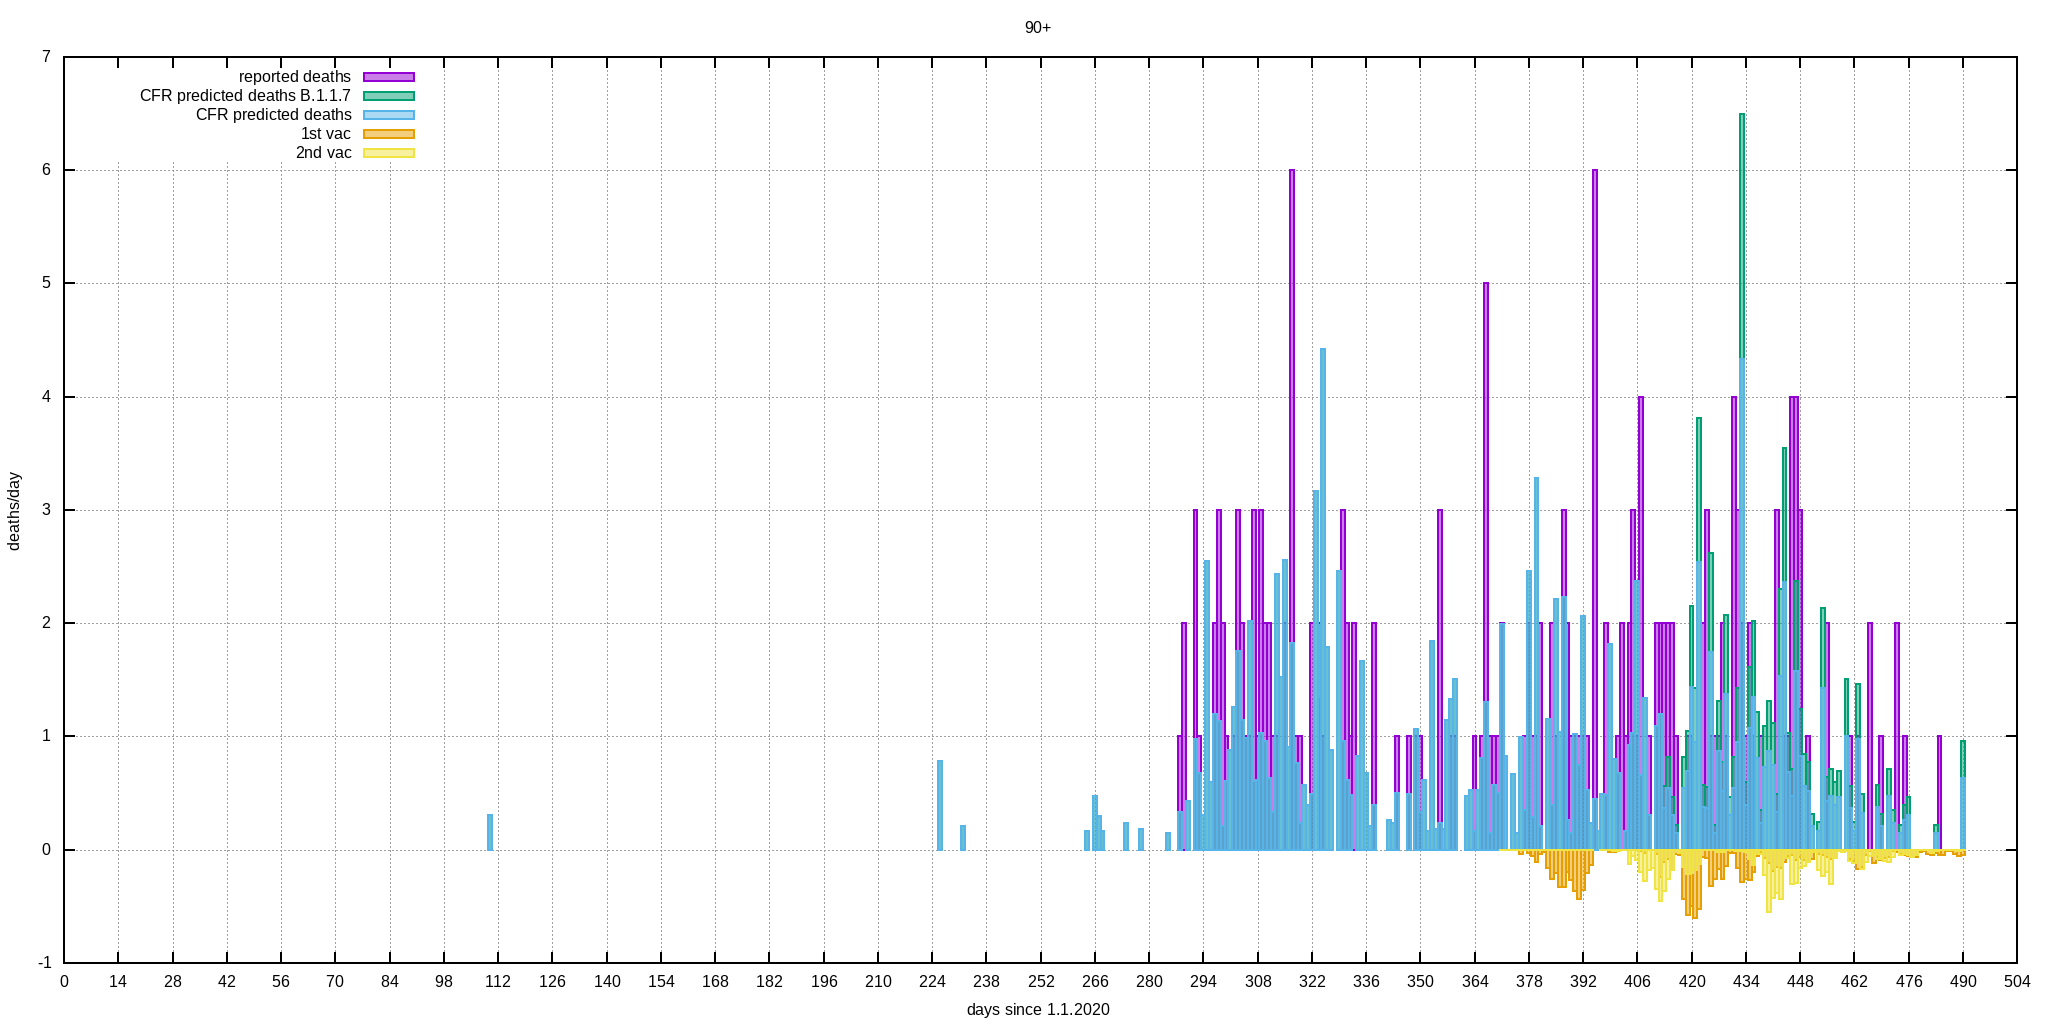 90+
reported deaths
CFR predicted deaths B.1.1.7
CFR predicted deaths
1st vac
2nd vac
7
6
5
4
3
2
1
0
-1
deaths/day
0 14 28 42 56 70 84 98 112 126 140 154 168 182 196 210 224 238 252 266 280 294 308 322 336 350 364 378 392 406 420 434 448 462 476 490 504
days since 1.1.2020